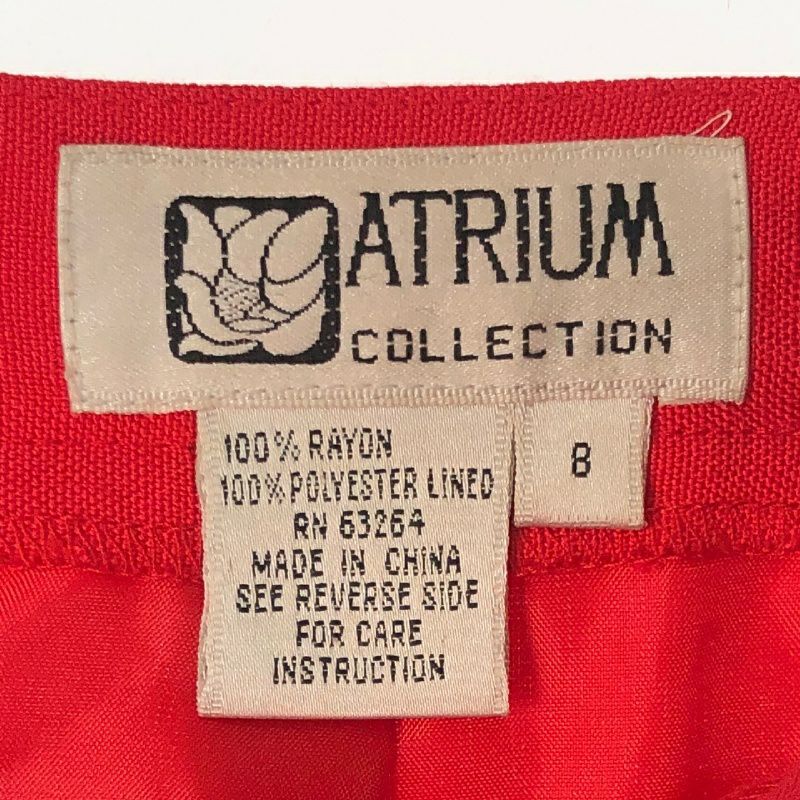 ATRIUM
COLLECTION
100% RAYON
100% POLYESTER LINED
RN 63264
MADE IN CHINA
SEE REVERSE SIDE
FOR CARE
INSTRUCTION
8